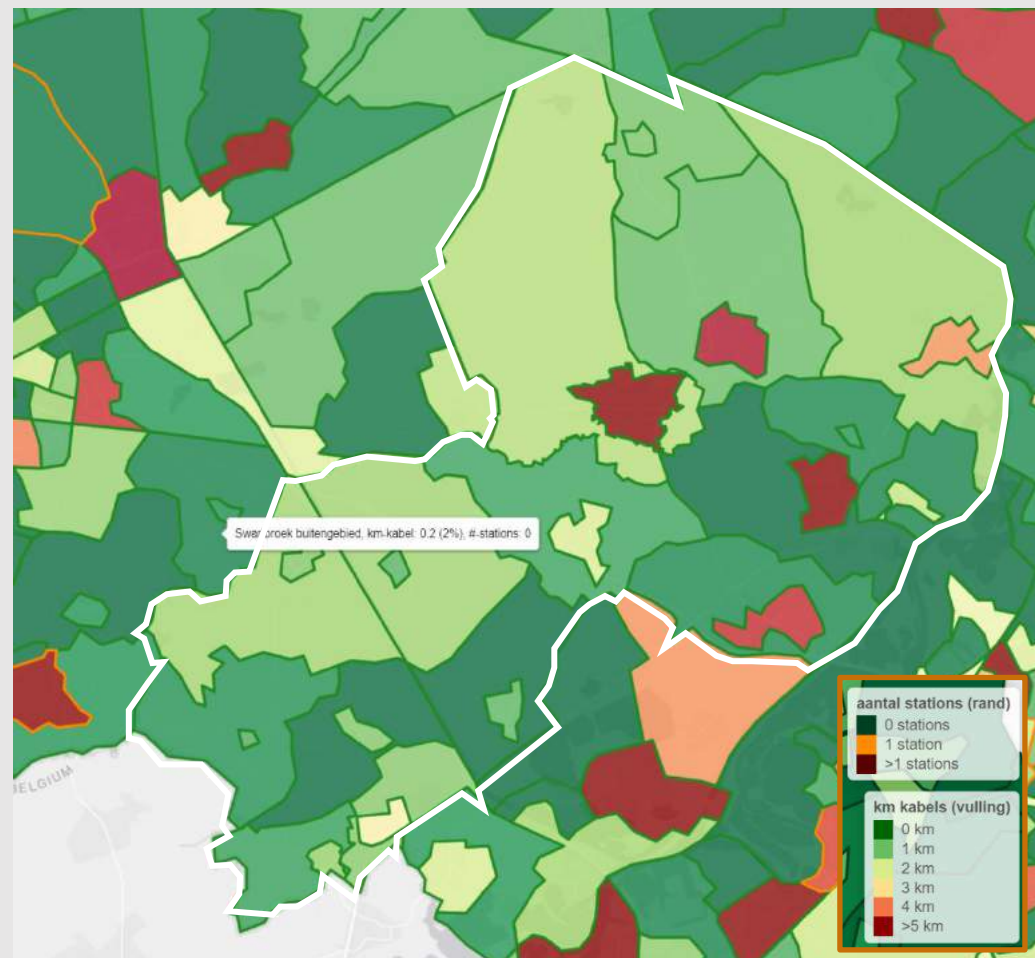 Swartbroek buitengebied, km-kabel: 0.2 (2%), #-stations: 0
BELGIUM
aantal stations (rand)
0 stations
1 station
>1 stations
km kabels (vulling)
0 km
1 km
2 km
3 km
4 km
>5 km